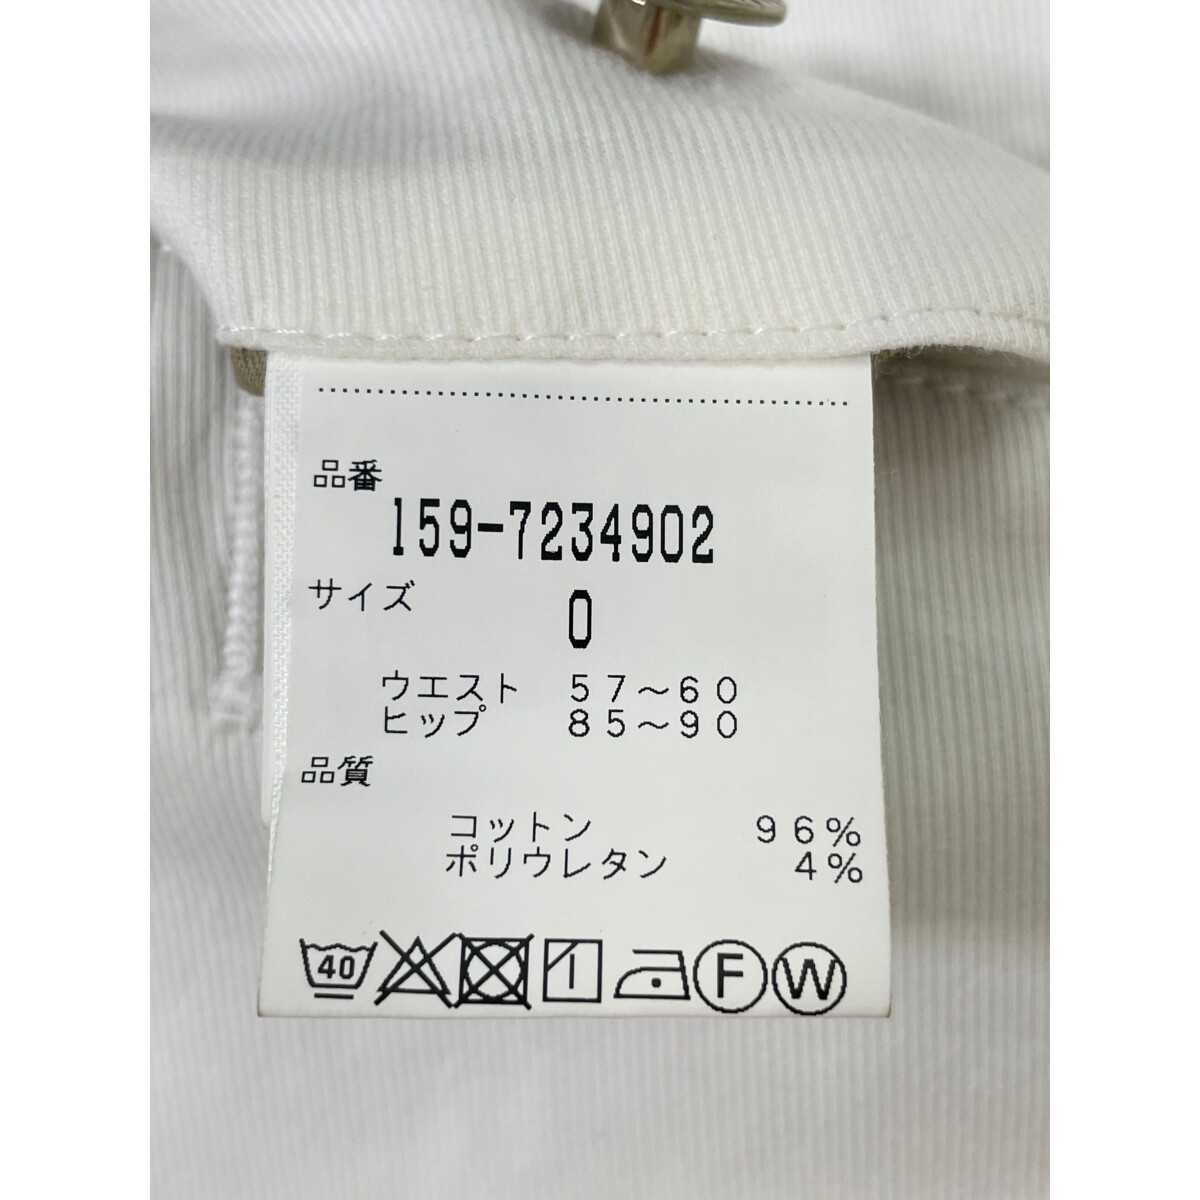 品番
159-7234902
サイズ
0
ウエスト 57～60
ヒップ 85～90
品質
コットン 96%
ポリウレタン 4%
40 F W